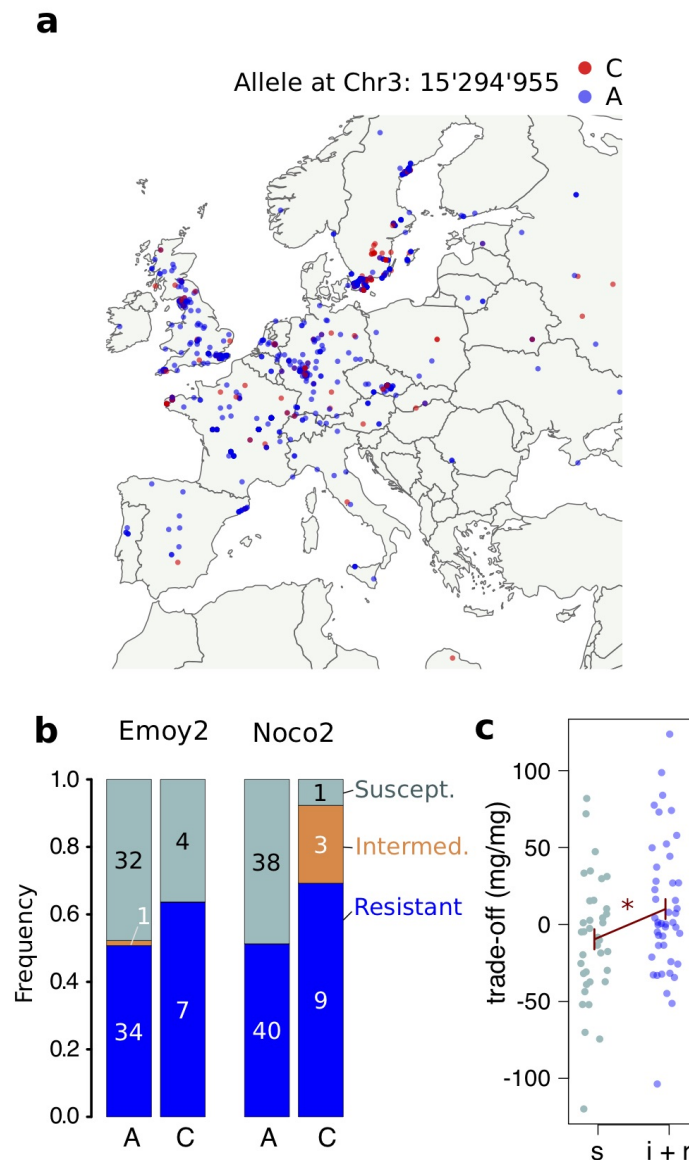 a
Allele at Chr3: 15'294'955
C
A
b
Emoy2
Noco2
c
Frequency
1.0
0.8
0.6
0.4
0.2
0.0
32
1
34
4
7
38
40
1
3
9
Suscept.
Intermed.
Resistant
A
C
A
C
trade-off (mg/mg)
100
50
0
-50
-100
*
s
i + r